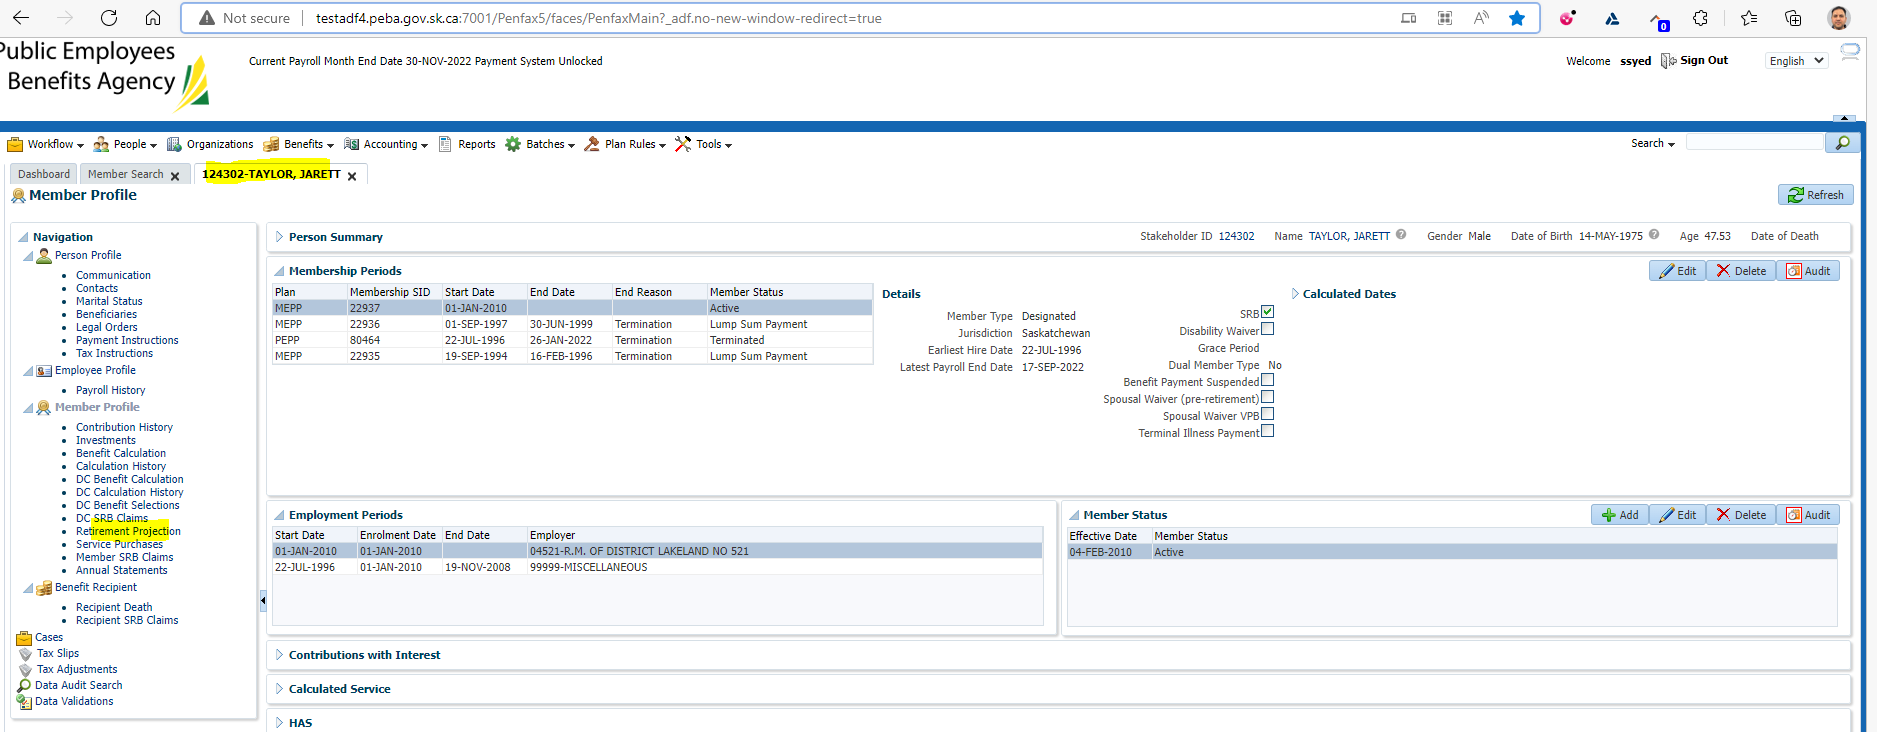 Not secure testadf4.peba.gov.sk.ca:7001/Penfax5/faces/PenfaxMain?_adf.no-new-window-redirect=true
0
Public Employees
Benefits Agency
Current Payroll Month End Date 30-NOV-2022 Payment System Unlocked
Welcome ssyed Sign Out English
Workflow People Organizations Benefits Accounting Reports Batches Plan Rules Tools Search
Dashboard Member Search 124302-TAYLOR, JARETT
Member Profile
Refresh
Navigation
Person Profile
Communication
Contacts
Marital Status
Beneficiaries
Legal Orders
Payment Instructions
Tax Instructions
Employee Profile
Payroll History
Member Profile
Contribution History
Investments
Benefit Calculation
Calculation History
DC Benefit Calculation
DC Calculation History
DC Benefit Selections
DC SRB Claims
Retirement Projection
Service Purchases
Member SRB Claims
Annual Statements
Benefit Recipient
Recipient Death
Recipient SRB Claims
Cases
Tax Slips
Tax Adjustments
Data Audit Search
Data Validations
Person Summary Stakeholder ID 124302 Name TAYLOR, JARETT Gender Male Date of Birth 14-MAY-1975 Age 47.53 Date of Death
Membership Periods
Edit Delete Audit
Plan Membership SID Start Date End Date End Reason Member Status
MEPP 22937 01-JAN-2010 Active
MEPP 22936 01-SEP-1997 30-JUN-1999 Termination Lump Sum Payment
PEPP 80464 22-JUL-1996 26-JAN-2022 Termination Terminated
MEPP 22935 19-SEP-1994 16-FEB-1996 Termination Lump Sum Payment
Details
Member Type Designated
Jurisdiction Saskatchewan
Earliest Hire Date 22-JUL-1996
Latest Payroll End Date 17-SEP-2022
SRB
Disability Waiver
Grace Period
Dual Member Type No
Benefit Payment Suspended
Spousal Waiver (pre-retirement)
Spousal Waiver VPB
Terminal Illness Payment
Calculated Dates
Employment Periods
Start Date Enrolment Date End Date Employer
01-JAN-2010 01-JAN-2010 04521-R.M. OF DISTRICT LAKELAND NO 521
22-JUL-1996 01-JAN-2010 19-NOV-2008 99999-MISCELLANEOUS
Member Status
Add Edit Delete Audit
Effective Date Member Status
04-FEB-2010 Active
Contributions with Interest
Calculated Service
HAS